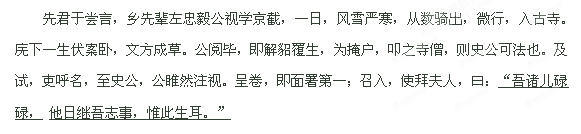 先君子尝言，乡先辈左忠毅公视学京截，一日，风雪严寒，从数骑出，微行，入古寺。
庑下一生伏案卧，文方成草。公阅毕，即解貂覆生，为掩户，叩之寺僧，则史公可法也。及
试，吏呼名，至史公，公瞿然注视。呈卷，即面署第一；召入，使拜夫人，曰：“吾诸儿碌
碌，他日继吾志事，惟此生耳。”